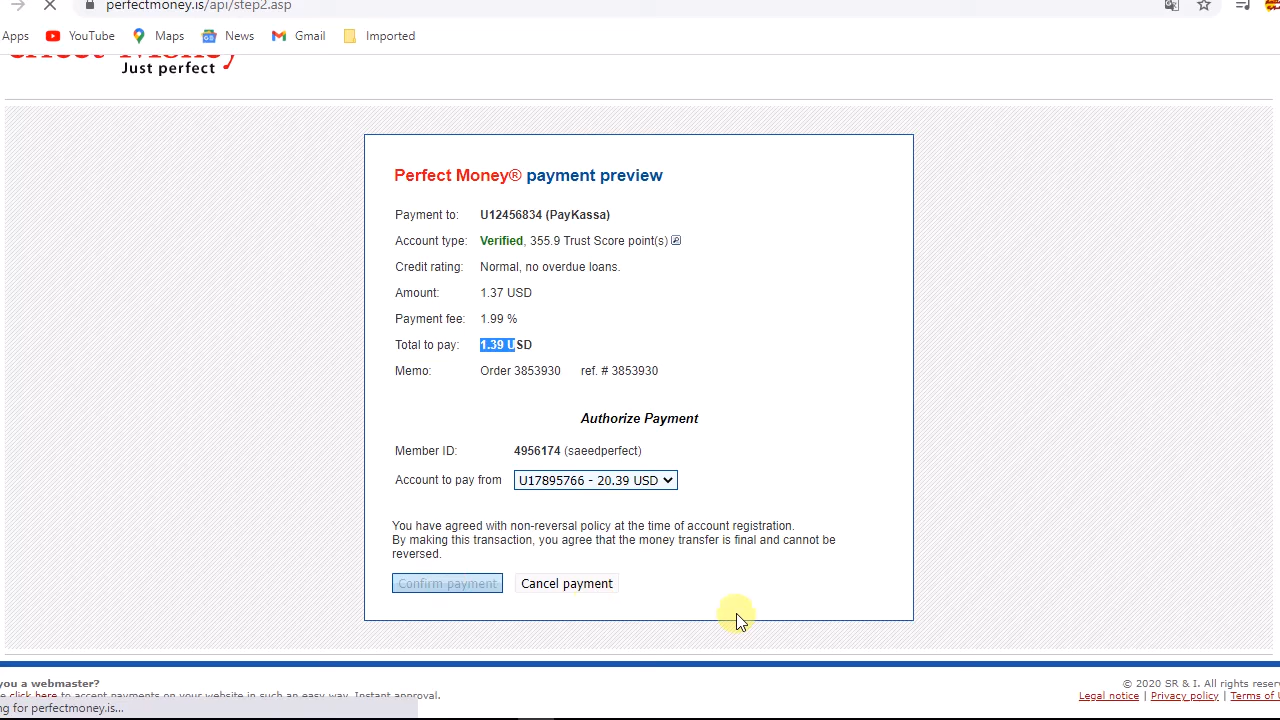 perfectmoney.is/api/step2.asp
Apps YouTube Maps News Gmail Imported
Just perfect
Perfect Money® payment preview
Payment to: U12456834 (PayKassa)
Account type: Verified, 355.9 Trust Score point(s)
Credit rating: Normal, no overdue loans.
Amount: 1.37 USD
Payment fee: 1.99 %
Total to pay: 1.39 USD
Memo: Order 3853930 ref. # 3853930
Authorize Payment
Member ID: 4956174 (saeedperfect)
Account to pay from U17895766 - 20.39 USD
You have agreed with non-reversal policy at the time of account registration.
By making this transaction, you agree that the money transfer is final and cannot be
reversed.
Confirm payment Cancel payment
you a webmaster?
click here to accept payments on your website in such an easy way. Instant approval.
© 2020 SR & I. All rights
Legal notice | Privacy policy | Terms of
for perfectmoney.is...